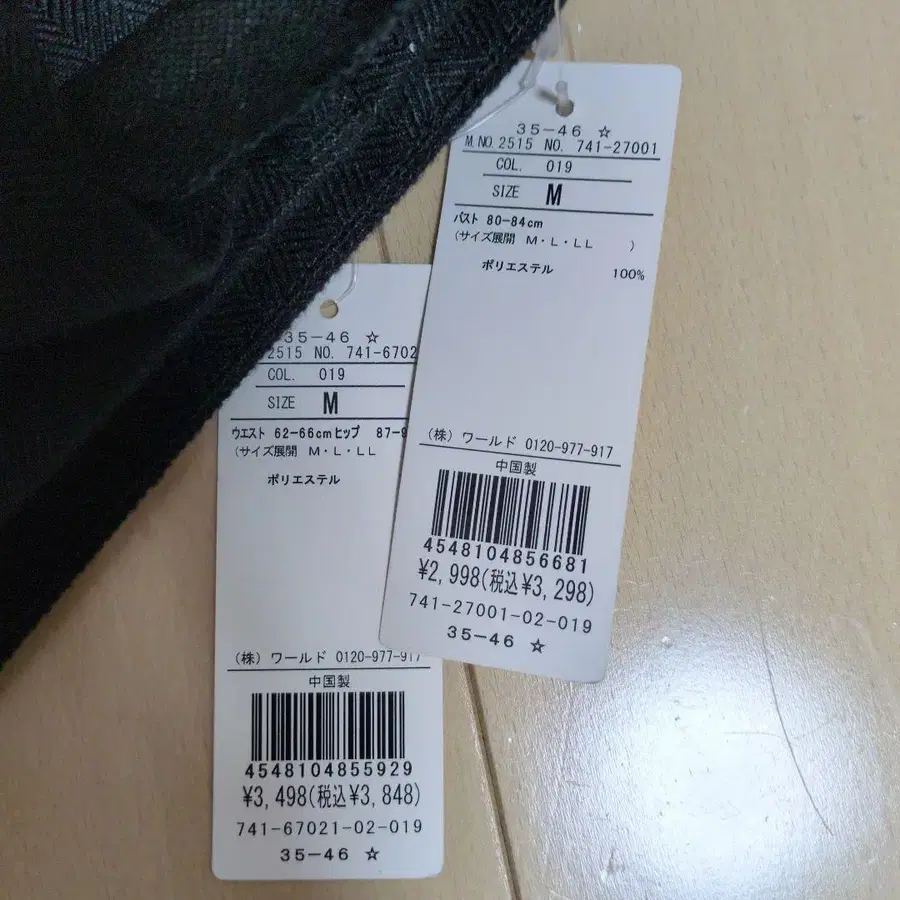 35-46 ☆
M.NO.2515 NO. 741-27001
COL. 019
SIZE M
バスト 80-84cm
(サイズ展開 M・L・LL )
ポリエステル 100%
(株) ワールド 0120-977-917
中国製
4548104856681
¥2,998(税込¥3,298)
741-27001-02-019
35-46 ☆
35-46 ☆
2515 NO. 741-6702
COL. 019
SIZE M
ウエスト 62-66cm ヒップ 87-
(サイズ展開 M・L・LL
ポリエステル
(株) ワールド 0120-977-917
中国製
4548104855929
¥3,498(税込¥3,848)
741-67021-02-019
35-46 ☆